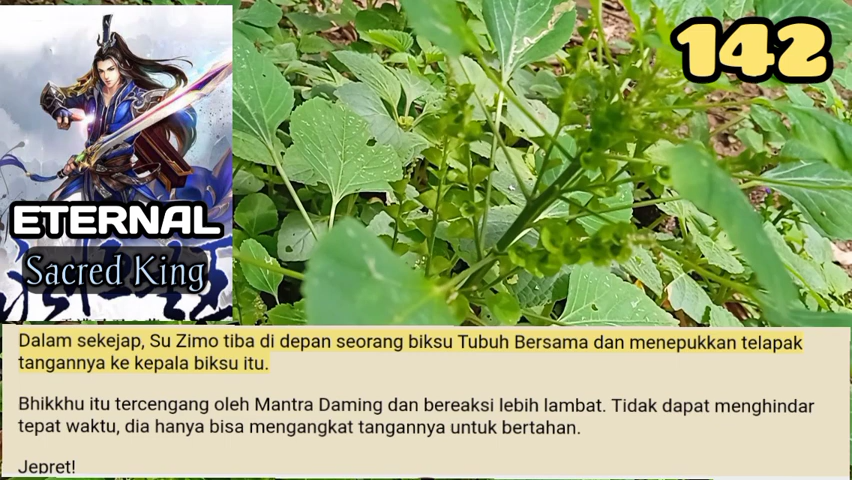 142
ETERNAL
Sacred King
Dalam sekejap, Su Zimo tiba di depan seorang biksu Tubuh Bersama dan menepukkan telapak
tangannya ke kepala biksu itu.
Bhikkhu itu tercengang oleh Mantra Daming dan bereaksi lebih lambat. Tidak dapat menghindar
tepat waktu, dia hanya bisa mengangkat tangannya untuk bertahan.
Jepret!